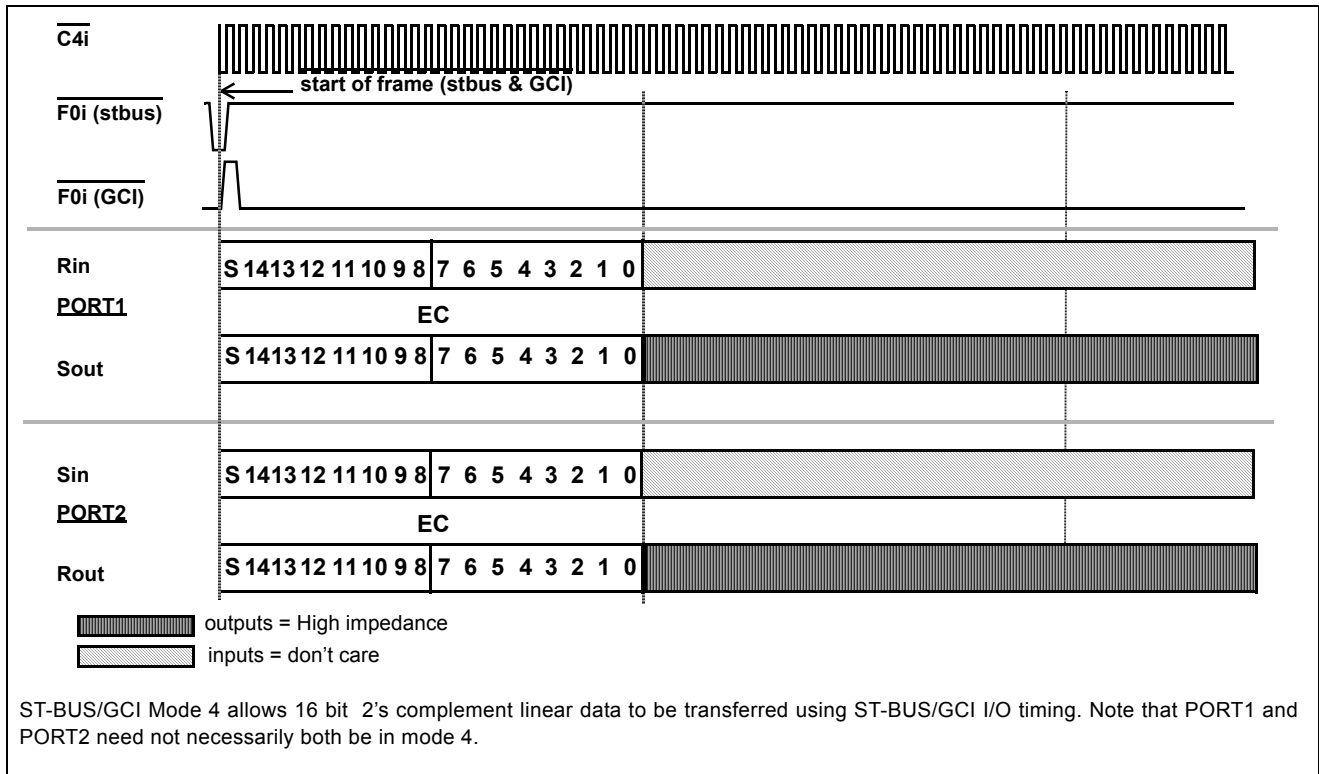 C4i
start of frame (stbus & GCI)
F0i (stbus)
F0i (GCI)
Rin
S 14 13 12 11 10 9 8 7 6 5 4 3 2 1 0
PORT1
EC
Sout
S 14 13 12 11 10 9 8 7 6 5 4 3 2 1 0
Sin
S 14 13 12 11 10 9 8 7 6 5 4 3 2 1 0
PORT2
EC
Rout
S 14 13 12 11 10 9 8 7 6 5 4 3 2 1 0
outputs = High impedance
inputs = don't care
ST-BUS/GCI Mode 4 allows 16 bit 2's complement linear data to be transferred using ST-BUS/GCI I/O timing. Note that PORT1 and
PORT2 need not necessarily both be in mode 4.